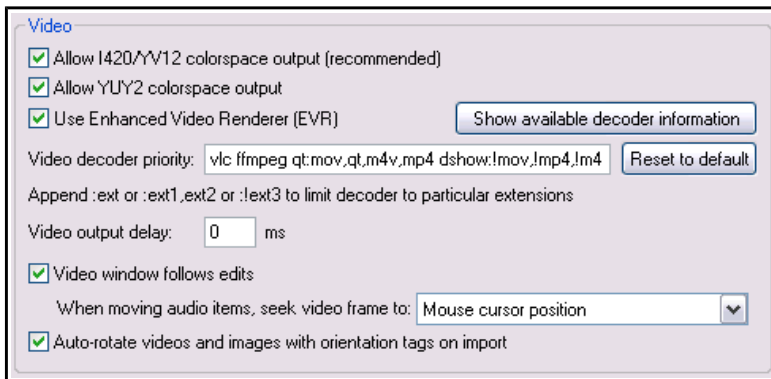 Video
Allow I420/YV12 colorspace output (recommended)
Allow YUY2 colorspace output
Use Enhanced Video Renderer (EVR)
Show available decoder information
Video decoder priority: vlc ffmpeg qt:mov,qt,m4v,mp4 dshow:!mov,!mp4,!m4 Reset to default
Append :ext or :ext1,ext2 or :!ext3 to limit decoder to particular extensions
Video output delay: 0 ms
Video window follows edits
When moving audio items, seek video frame to: Mouse cursor position
Auto-rotate videos and images with orientation tags on import